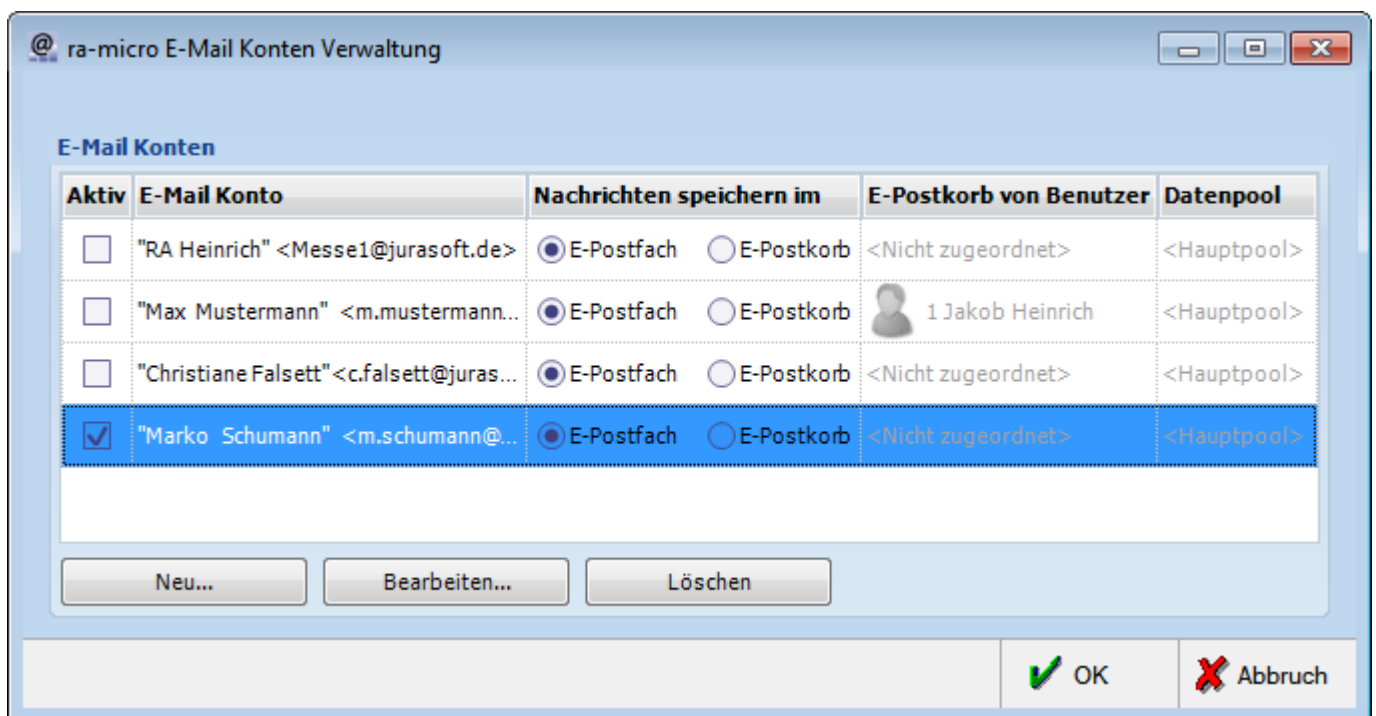 ra-micro E-Mail Konten Verwaltung
E-Mail Konten
Aktiv E-Mail Konto Nachrichten speichern im E-Postkorb von Benutzer Datenpool
"RA Heinrich" <Messe1@jurasoft.de> E-Postfach E-Postkorb <Nicht zugeordnet> <Hauptpool>
"Max Mustermann" <m.mustermann... E-Postfach E-Postkorb 1 Jakob Heinrich <Hauptpool>
"Christiane Falsett"<c.falsett@juras... E-Postfach E-Postkorb <Nicht zugeordnet> <Hauptpool>
"Marko Schumann" <m.schumann@... E-Postfach E-Postkorb <Nicht zugeordnet> <Hauptpool>
Neu... Bearbeiten... Löschen
OK Abbruch